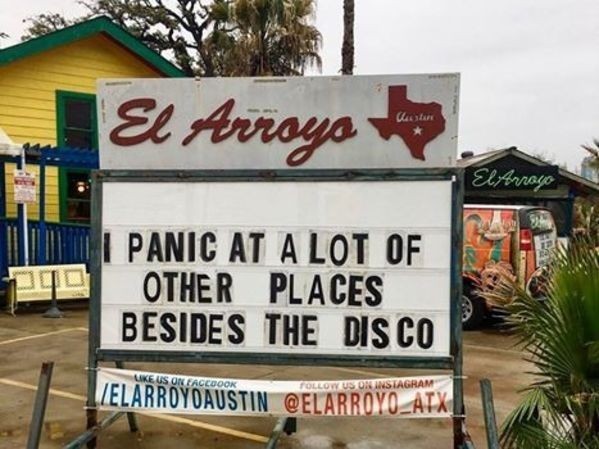 El Arroyo
Austin
El Arroyo
I PANIC AT A LOT OF
OTHER PLACES
BESIDES THE DISCO
LIKE US ON FACEBOOK
/ELARROYOAUSTIN
FOLLOW US ON INSTAGRAM
@ELARROYO_ATX